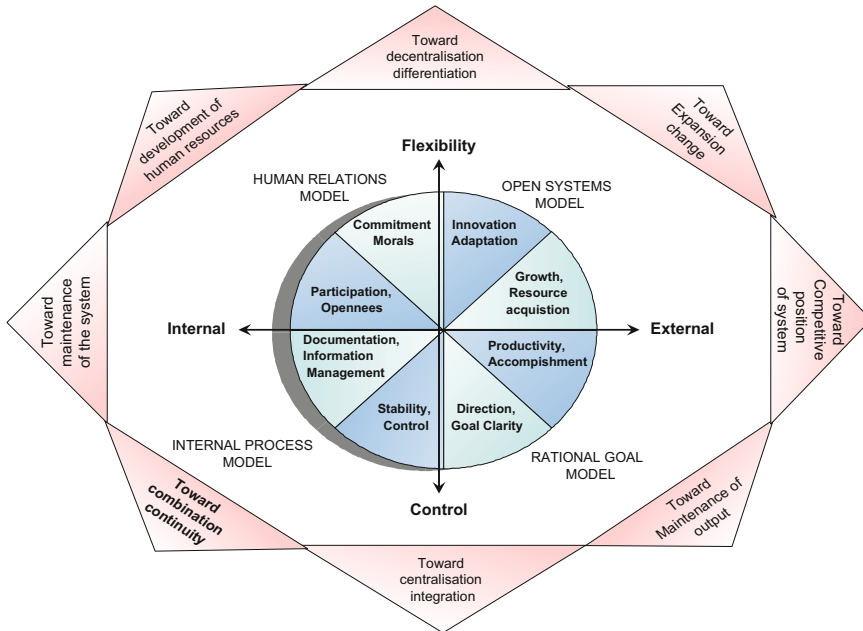 Toward
decentralisation
differentiation
Toward
development of
human resources
Toward
Expansion
change
Flexibility
HUMAN RELATIONS
MODEL
OPEN SYSTEMS
MODEL
Commitment
Morals
Innovation
Adaptation
Participation,
Opennees
Growth,
Resource
acquistion
Toward
maintenance
of the system
Internal
External
Toward
Competitive
position
of system
Documentation,
Information
Management
Productivity,
Accompishment
Stability,
Control
Direction,
Goal Clarity
INTERNAL PROCESS
MODEL
RATIONAL GOAL
MODEL
Control
Toward
combination
continuity
Toward
Maintenance of
output
Toward
centralisation
integration